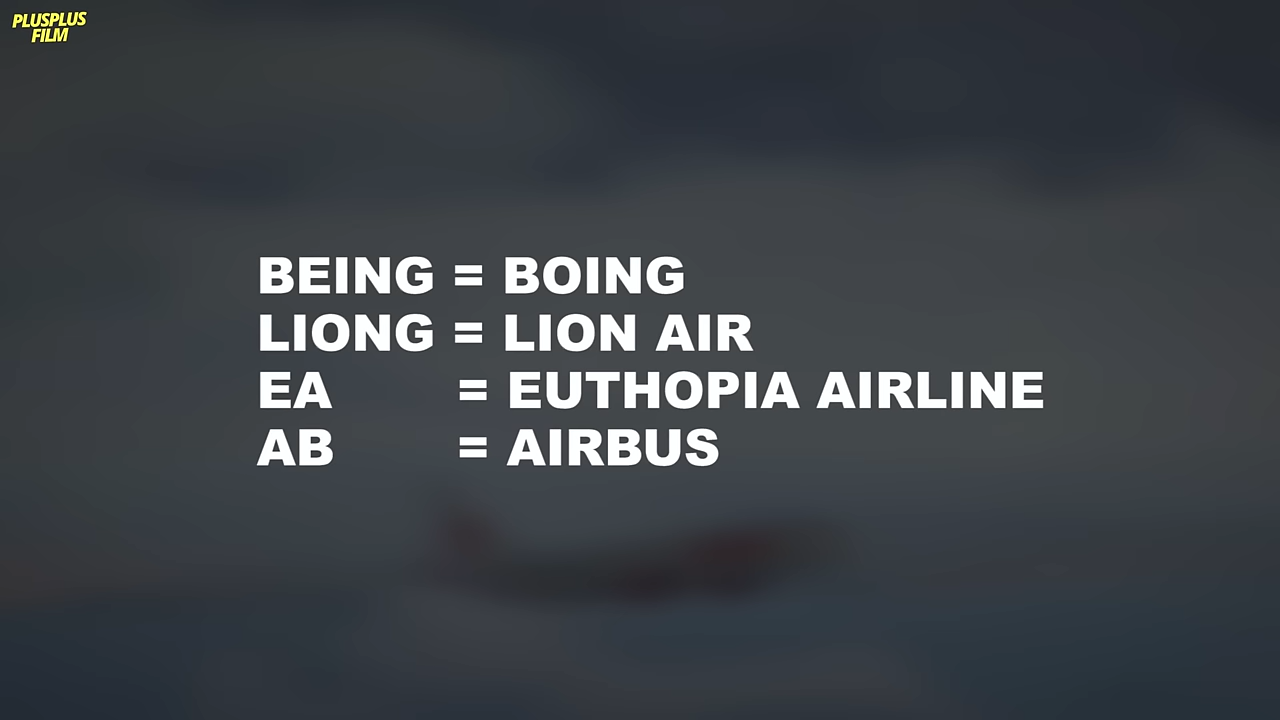 PLUSPLUS
FILM
BEING = BOING
LIONG = LION AIR
EA = EUTHOPIA AIRLINE
AB = AIRBUS